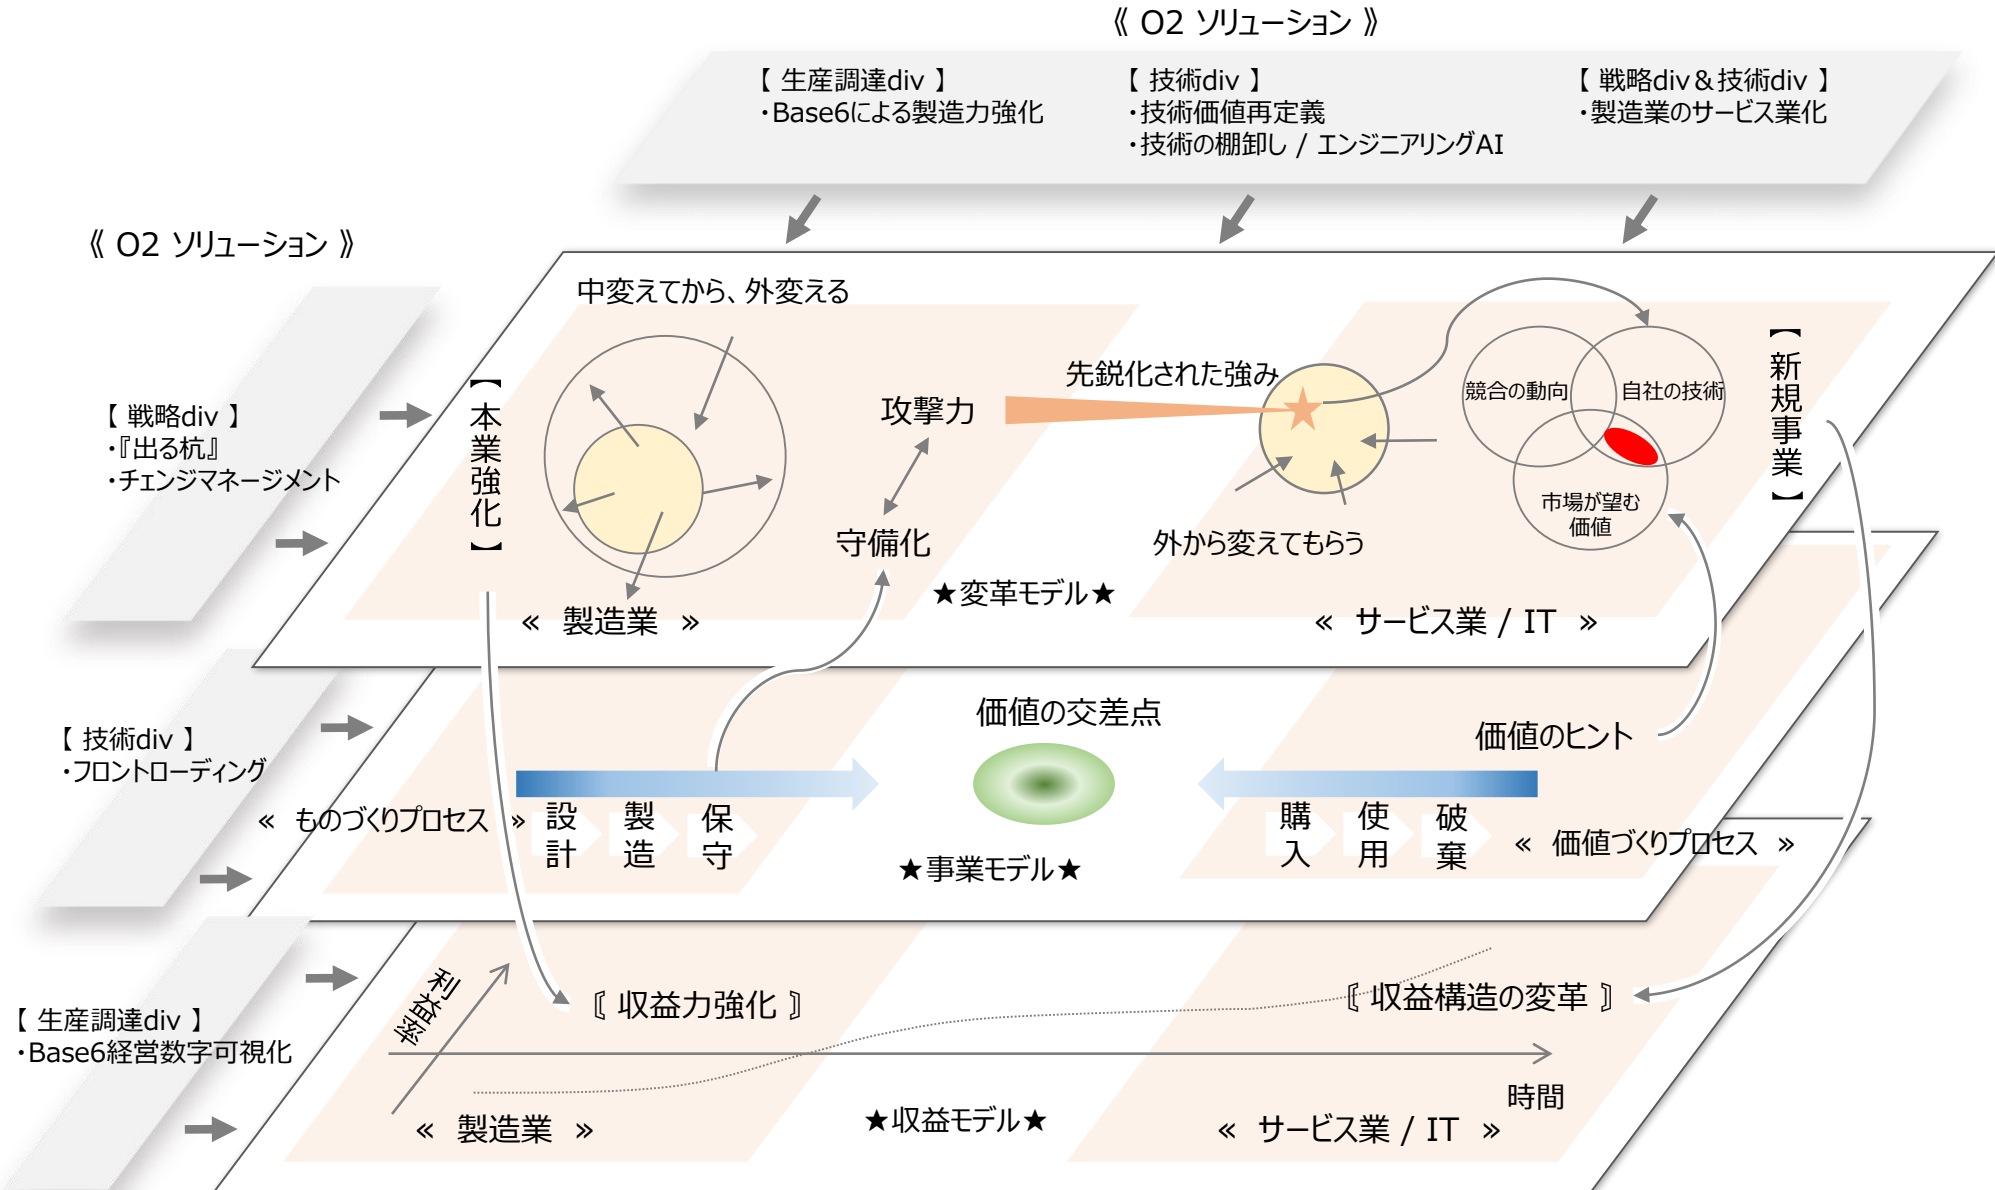 《 O2 ソリューション 》
【 生産調達div 】
・Base6による製造力強化
【 技術div 】
・技術価値再定義
・技術の棚卸し / エンジニアリングAI
【 戦略div＆技術div 】
・製造業のサービス業化
《 O2 ソリューション 》
【 戦略div 】
・『出る杭』
・チェンジマネージメント
【 技術div 】
・フロントローディング
【 生産調達div 】
・Base6経営数字可視化
中変えてから、外変える
【本業強化】
攻撃力
守備化
先鋭化された強み
外から変えてもらう
競合の動向
自社の技術
市場が望む
価値
【新規事業】
« 製造業 »
★変革モデル★
« サービス業 / IT »
価値の交差点
価値のヒント
« ものづくりプロセス »
設計
製造
保守
購入
使用
破棄
« 価値づくりプロセス »
★事業モデル★
利益率
〖 収益力強化 〗
〖 収益構造の変革 〗
時間
« 製造業 »
★収益モデル★
« サービス業 / IT »